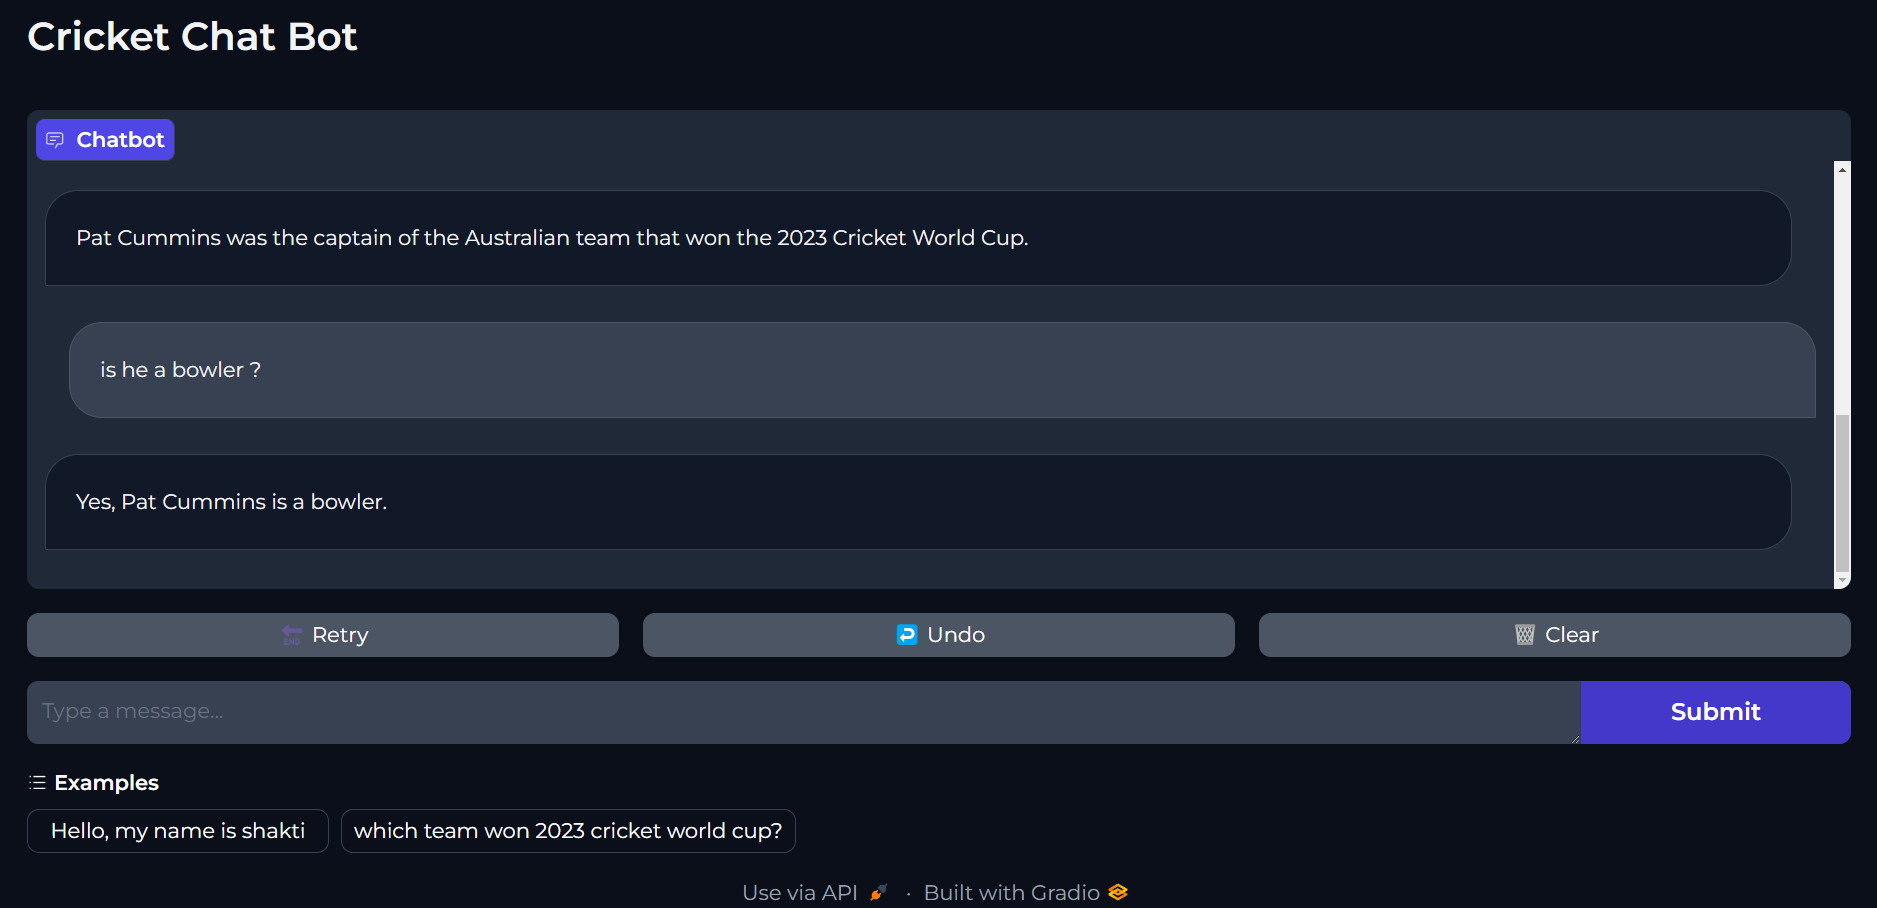 Cricket Chat Bot
Chatbot
Pat Cummins was the captain of the Australian team that won the 2023 Cricket World Cup.
is he a bowler ?
Yes, Pat Cummins is a bowler.
Retry
Undo
Clear
Type a message...
Submit
Examples
Hello, my name is shakti
which team won 2023 cricket world cup?
Use via API · Built with Gradio